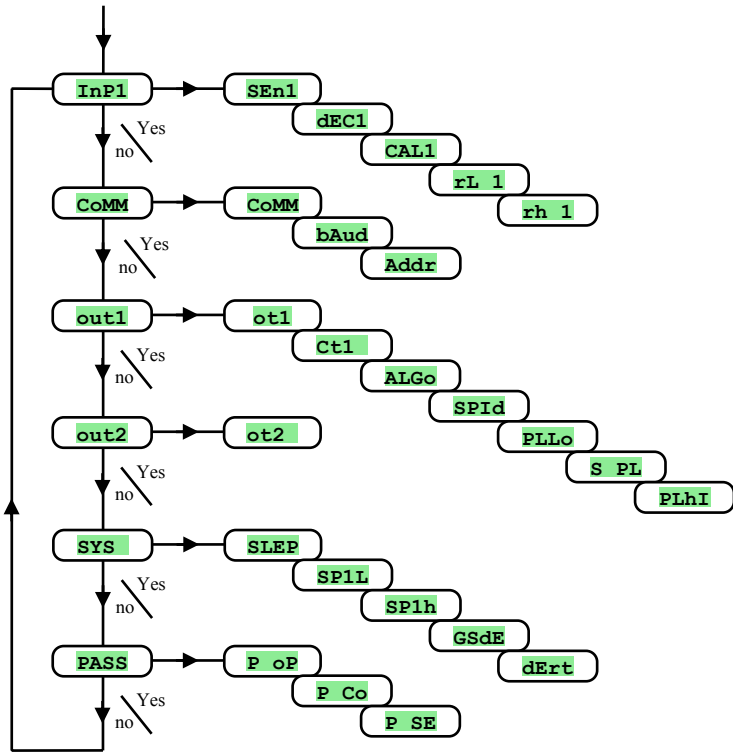 InP1 SEn1
dEC1
Yes
CAL1
no
rL 1
CoMM CoMM rh 1
bAud
Yes
Addr
no
out1 ot1
Ct1
Yes
ALGo
no
SPId
out2 ot2 PLLo
S PL
Yes
PLhI
no
SYS SLEP
SP1L
Yes
SP1h
no
GSdE
PASS P oP dErt
P Co
Yes
P SE
no